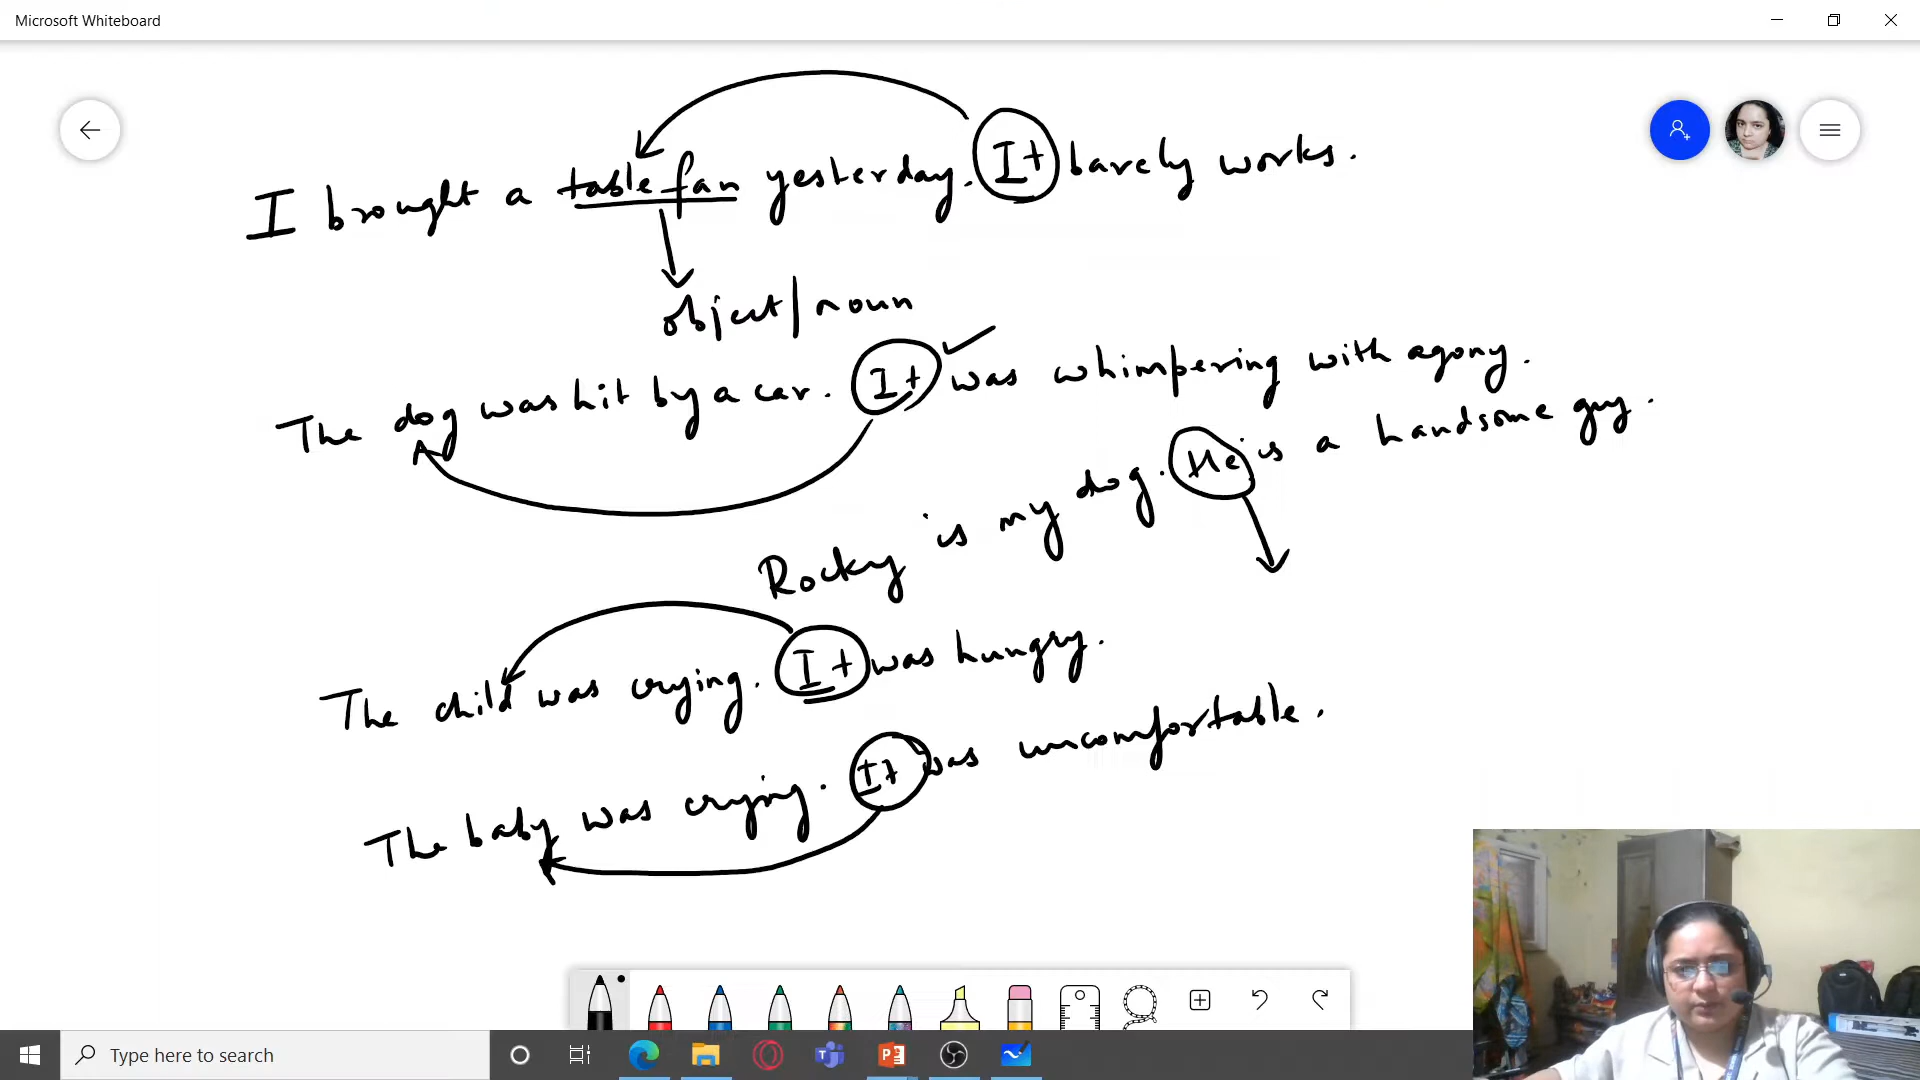 Microsoft Whiteboard
I brought a table fan yesterday. It barely works.
object/noun
The dog was hit by a car. It was whimpering with agony.
Rocky is my dog. He is a handsome guy.
The child was crying. It was hungry.
The baby was crying. It was uncomfortable.
Type here to search